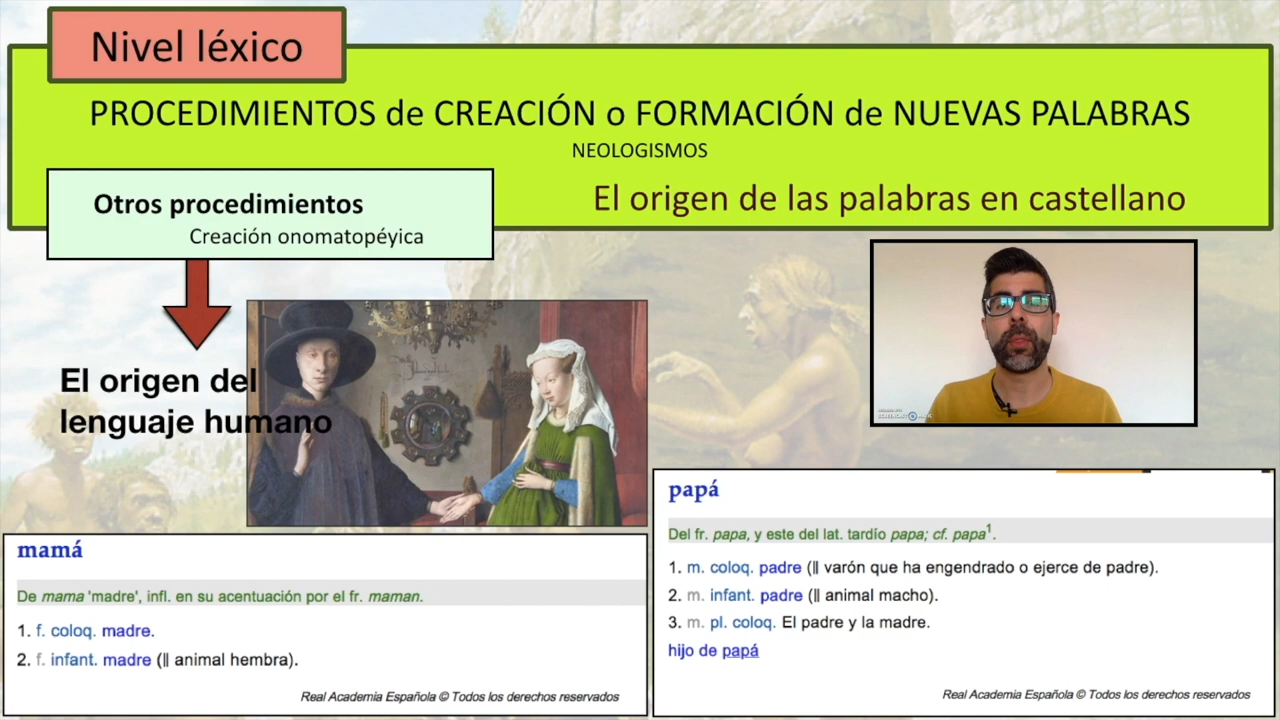 Nivel léxico
PROCEDIMIENTOS de CREACIÓN o FORMACIÓN de NUEVAS PALABRAS
NEOLOGISMOS
El origen de las palabras en castellano
Otros procedimientos
Creación onomatopéyica
El origen del
lenguaje humano
mamá
De mama 'madre', infl. en su acentuación por el fr. maman.
1. f. coloq. madre.
2. f. infant. madre (ǁ animal hembra).
Real Academia Española © Todos los derechos reservados
papá
Del fr. papa, y este del lat. tardío papa; cf. papa¹.
1. m. coloq. padre (ǁ varón que ha engendrado o ejerce de padre).
2. m. infant. padre (ǁ animal macho).
3. m. pl. coloq. El padre y la madre.
hijo de papá
Real Academia Española © Todos los derechos reservados